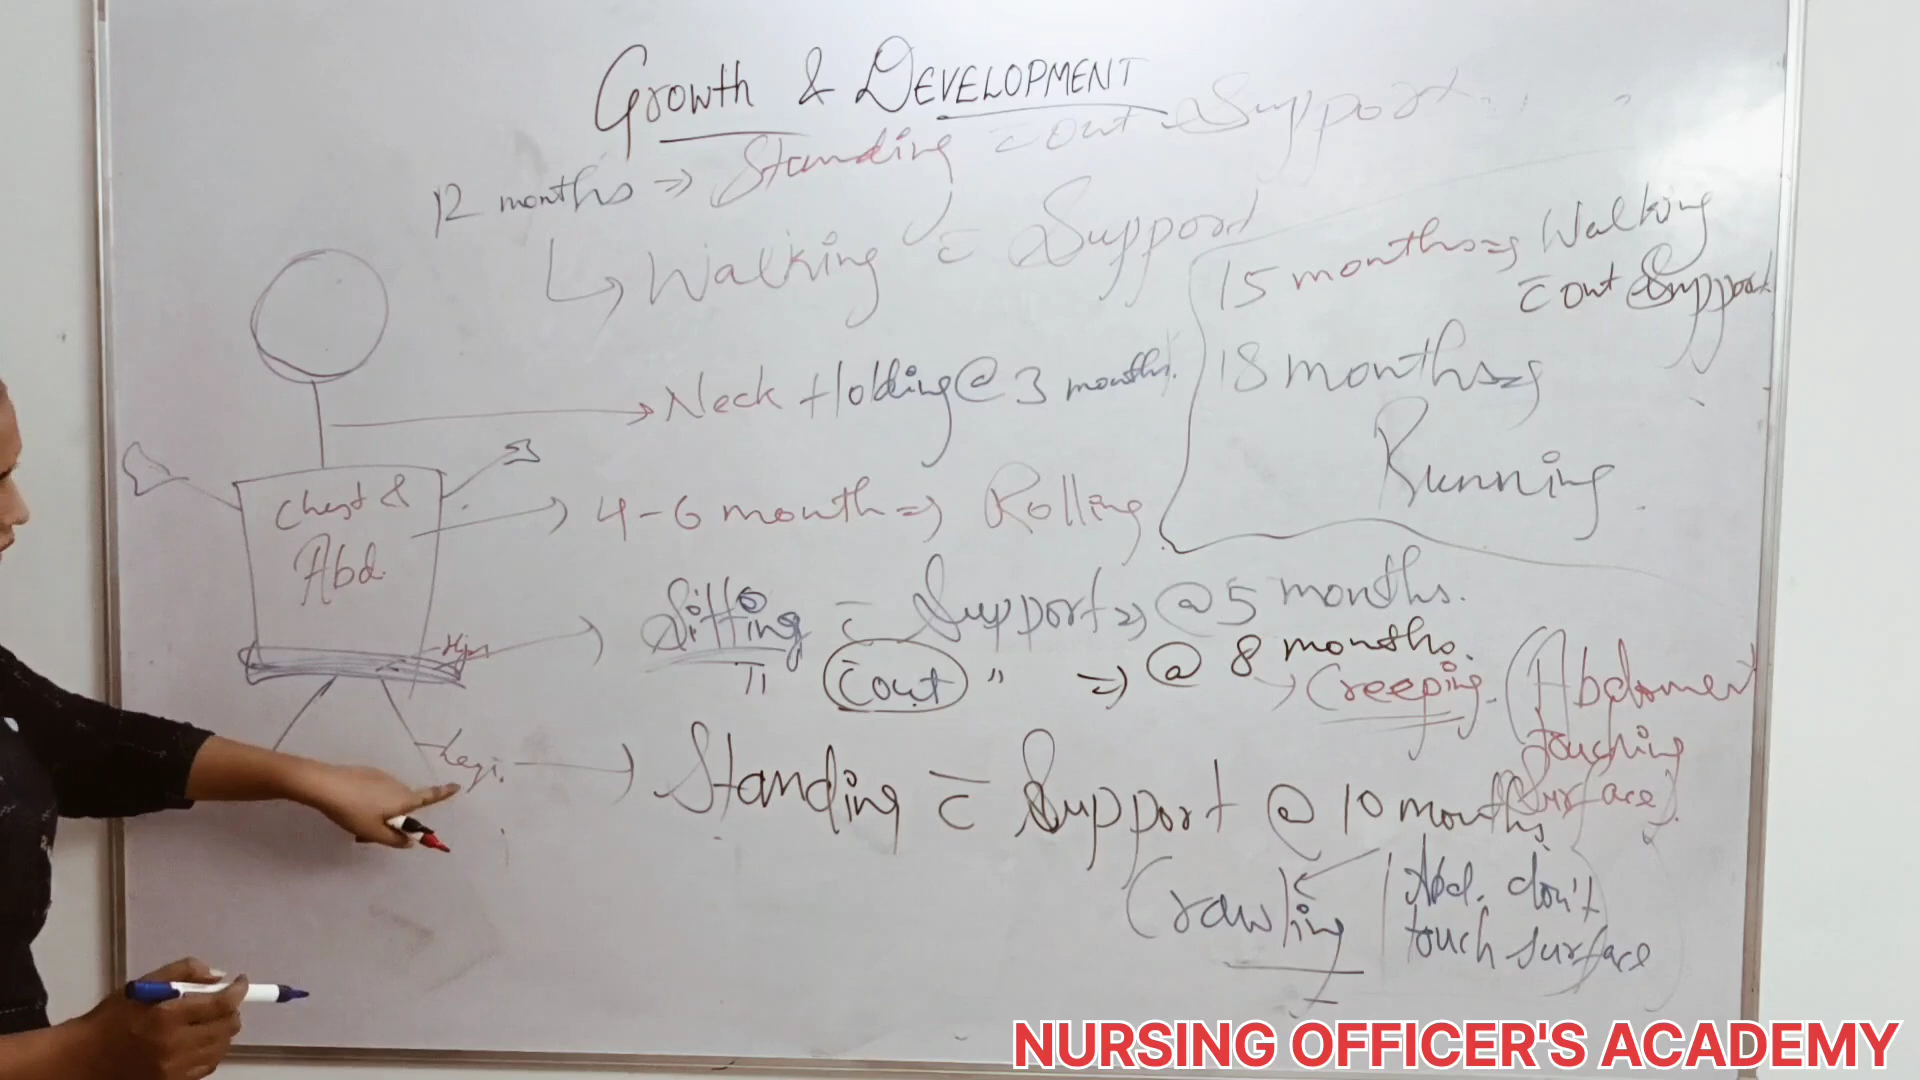 Growth & DEVELOPMENT
12 months => Standing c̄out Support
↳ Walking c̄ Support
15 months => Walking
c̄out Support
18 months =>
Running
→ Neck Holding @ 3 months.
Chest &
Abd.
→ 4-6 month => Rolling
Hips → Sitting c̄ Support => @ 5 months.
c̄out " => @ 8 months.
→ Creeping. (Abdoment
touching
surface).
Legs. → Standing c̄ Support @ 10 months
Crawling
Abd. don't
touch surface
NURSING OFFICER'S ACADEMY